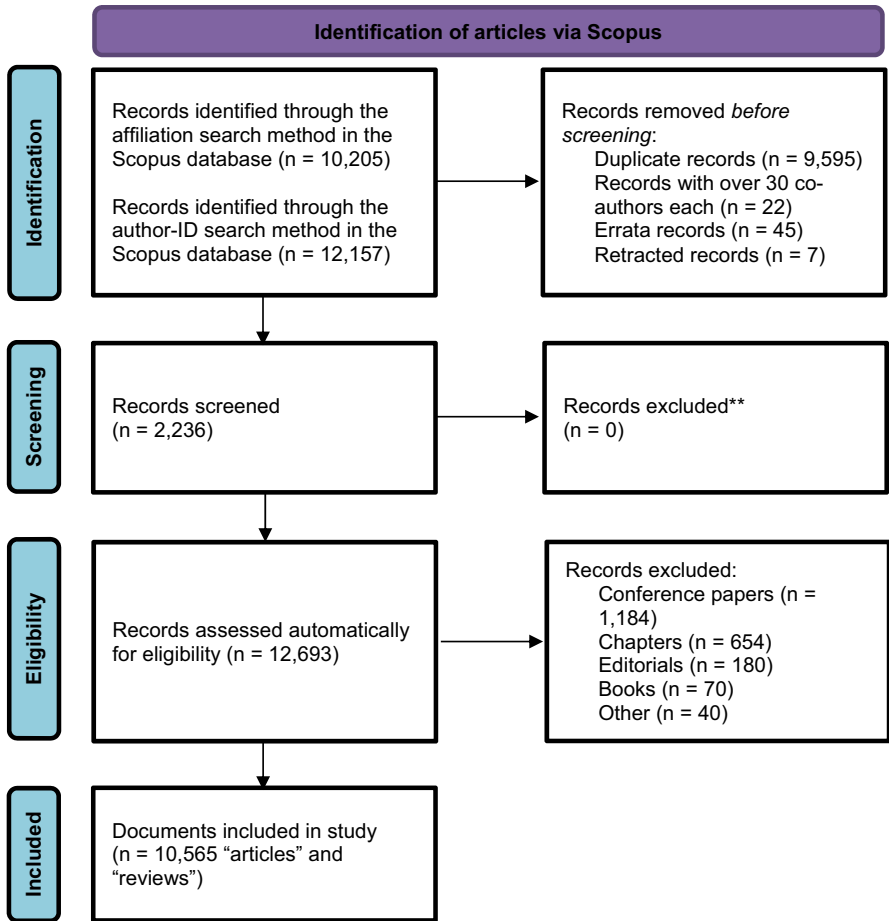 Identification of articles via Scopus
Identification
Records identified through the
affiliation search method in the
Scopus database (n = 10,205)
Records identified through the
author-ID search method in the
Scopus database (n = 12,157)
Records removed before
screening:
Duplicate records (n = 9,595)
Records with over 30 co-
authors each (n = 22)
Errata records (n = 45)
Retracted records (n = 7)
Screening
Records screened
(n = 2,236)
Records excluded**
(n = 0)
Eligibility
Records assessed automatically
for eligibility (n = 12,693)
Records excluded:
Conference papers (n =
1,184)
Chapters (n = 654)
Editorials (n = 180)
Books (n = 70)
Other (n = 40)
Included
Documents included in study
(n = 10,565 “articles” and
“reviews”)